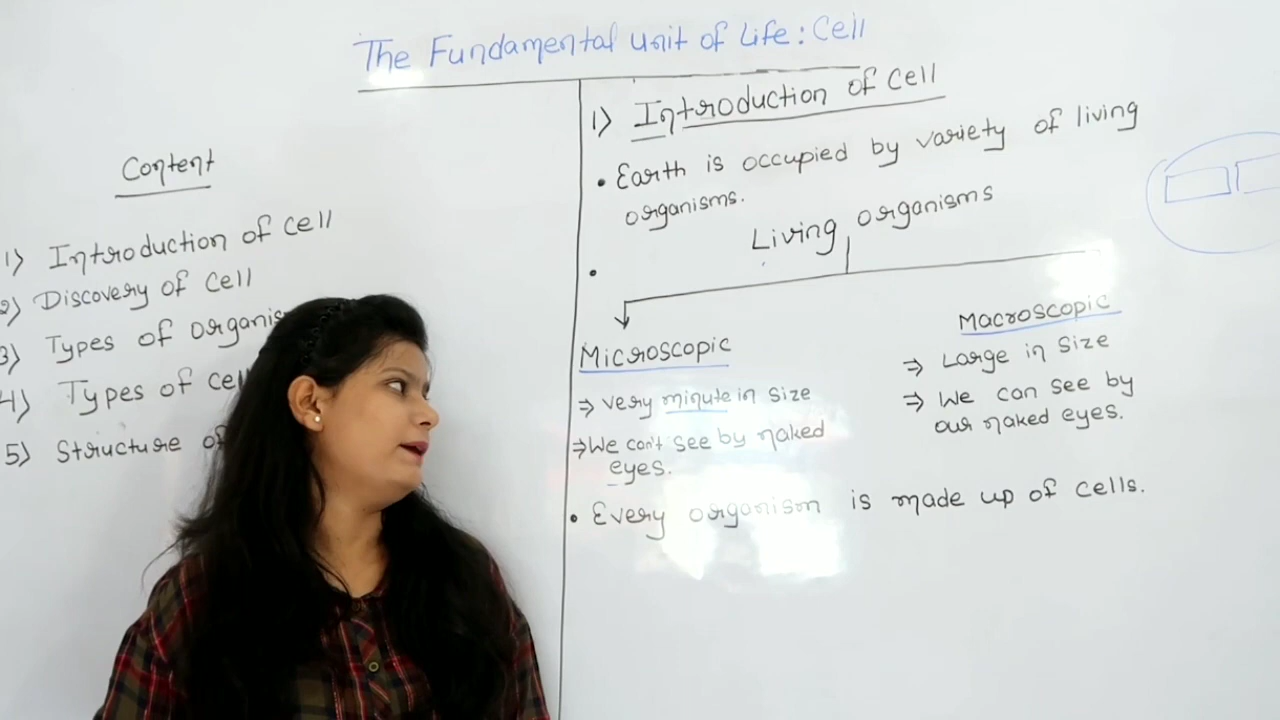 The Fundamental Unit of Life : Cell
Content
1) Introduction of cell
2) Discovery of cell
3) Types of
4) Types of
5) Structure of
1) Introduction of cell
• Earth is occupied by variety of living
organisms.
Living organisms
•
Microscopic
⇒ very minute in size
⇒ We can't see by naked
eyes.
Macroscopic
⇒ Large in size
⇒ We can see by
our naked eyes.
• Every organism is made up of cells.